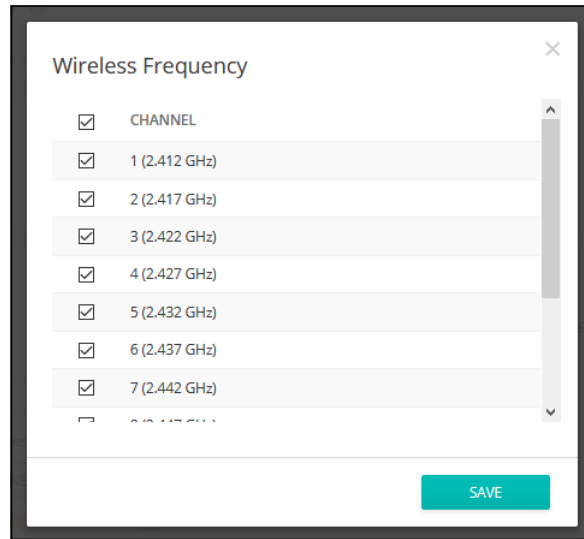 Wireless Frequency
CHANNEL
1 (2.412 GHz)
2 (2.417 GHz)
3 (2.422 GHz)
4 (2.427 GHz)
5 (2.432 GHz)
6 (2.437 GHz)
7 (2.442 GHz)
SAVE